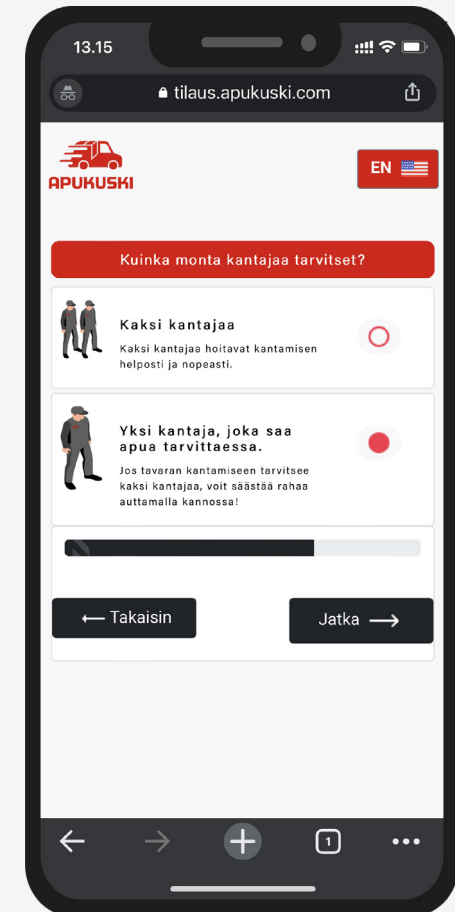 13.15
tilaus.apukuski.com
APUKUSKI
EN
Kuinka monta kantajaa tarvitset?
Kaksi kantajaa
Kaksi kantajaa hoitavat kantamisen
helposti ja nopeasti.
Yksi kantaja, joka saa
apua tarvittaessa.
Jos tavaran kantamiseen tarvitsee
kaksi kantajaa, voit säästää rahaa
auttamalla kannossa!
← Takaisin
Jatka →
1